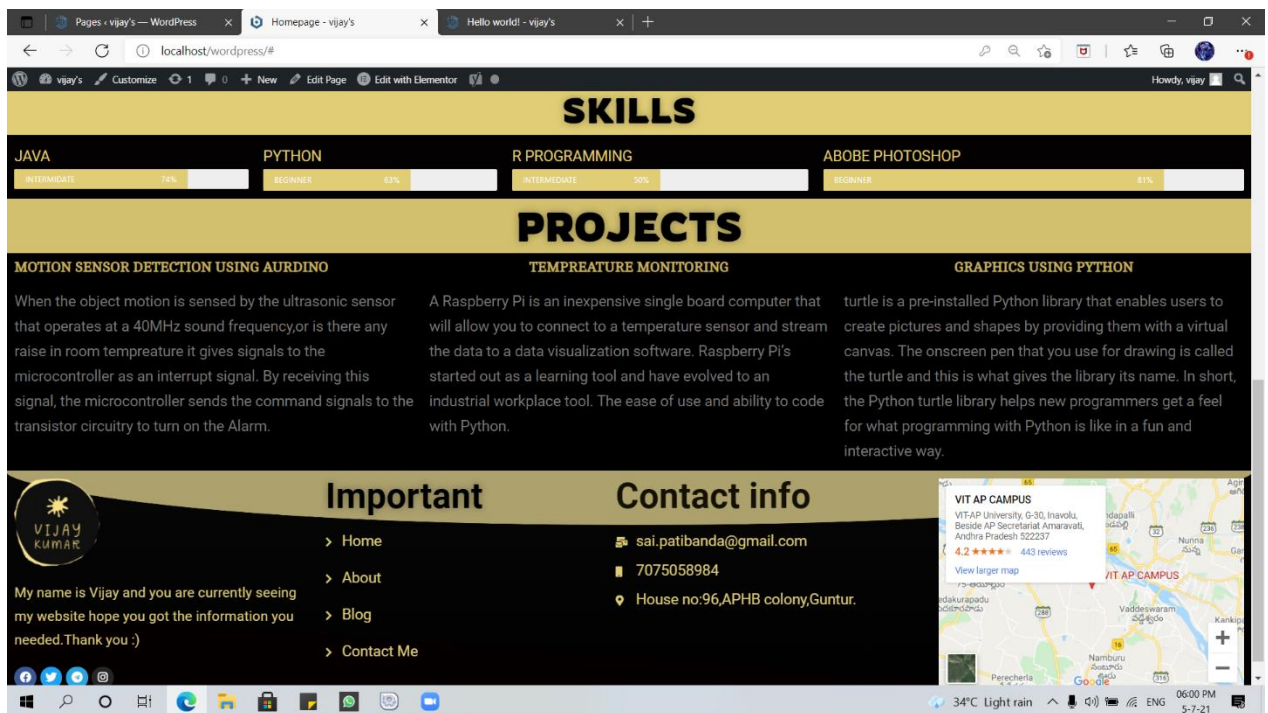 Pages ‹ vijay's — WordPress
Homepage - vijay's
Hello world! - vijay's
localhost/wordpress/#
vijay's Customize 1 0 New Edit Page Edit with Elementor
Howdy, vijay
SKILLS
JAVA
PYTHON
R PROGRAMMING
ABOBE PHOTOSHOP
INTERMIDATE 74%
BEGINNER 63%
INTERMEDIATE 50%
BEGINNER 81%
PROJECTS
MOTION SENSOR DETECTION USING AURDINO
When the object motion is sensed by the ultrasonic sensor
that operates at a 40MHz sound frequency,or is there any
raise in room tempreature it gives signals to the
microcontroller as an interrupt signal. By receiving this
signal, the microcontroller sends the command signals to the
transistor circuitry to turn on the Alarm.
TEMPREATURE MONITORING
A Raspberry Pi is an inexpensive single board computer that
will allow you to connect to a temperature sensor and stream
the data to a data visualization software. Raspberry Pi's
started out as a learning tool and have evolved to an
industrial workplace tool. The ease of use and ability to code
with Python.
GRAPHICS USING PYTHON
turtle is a pre-installed Python library that enables users to
create pictures and shapes by providing them with a virtual
canvas. The onscreen pen that you use for drawing is called
the turtle and this is what gives the library its name. In short,
the Python turtle library helps new programmers get a feel
for what programming with Python is like in a fun and
interactive way.
VIJAY
KUMAR
My name is Vijay and you are currently seeing
my website hope you got the information you
needed.Thank you :)
Important
Home
About
Blog
Contact Me
Contact info
sai.patibanda@gmail.com
7075058984
House no:96,APHB colony,Guntur.
VIT AP CAMPUS
VIT-AP University, G-30, Inavolu,
Beside AP Secretariat Amaravati,
Andhra Pradesh 522237
4.2 443 reviews
View larger map
65
32
236
Nunna
65
VIT AP CAMPUS
Vaddeswaram
288
16
Namburu
Perecherla
Google
316
+
34°C Light rain
ENG
06:00 PM
5-7-21